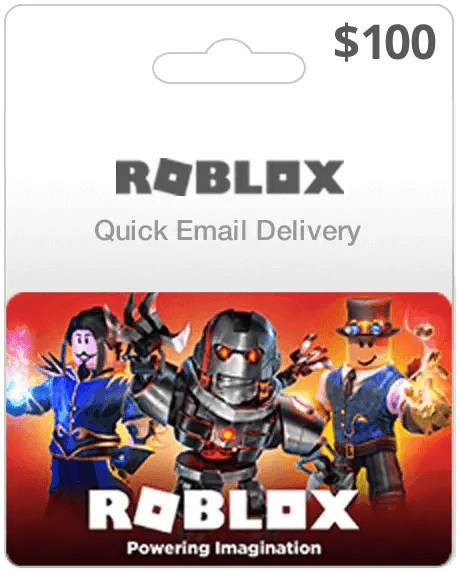 $100
ROBLOX
Quick Email Delivery
ROBLOX
Powering Imagination